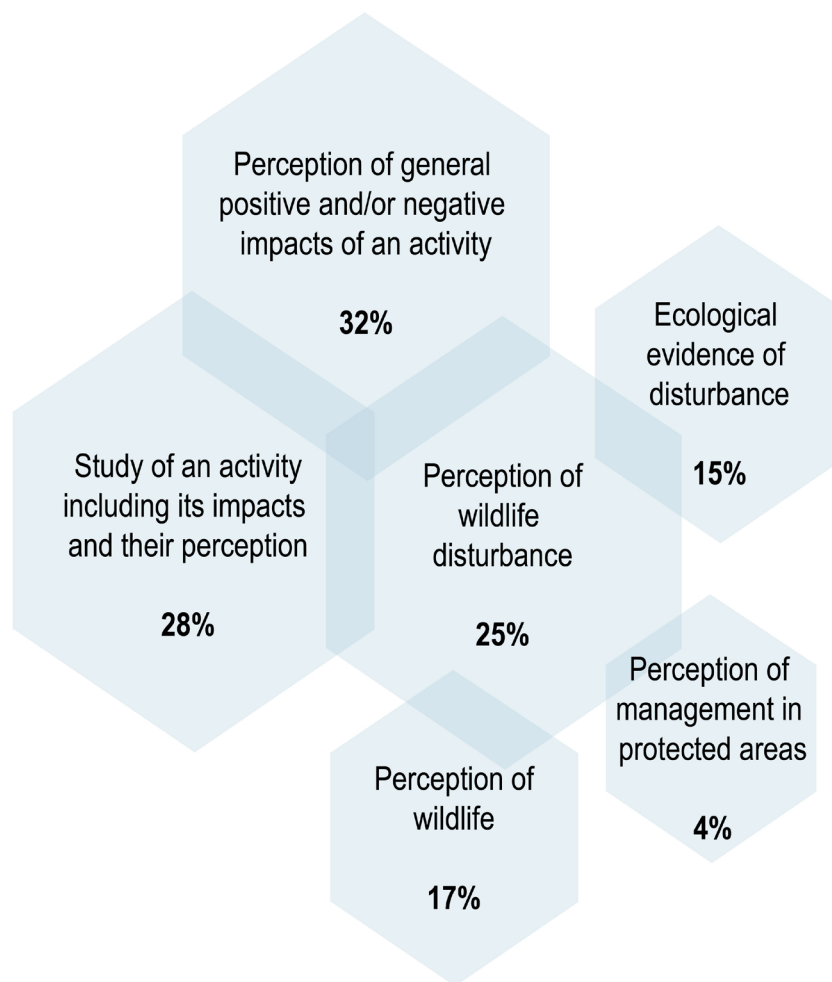 Perception of general
positive and/or negative
impacts of an activity
32%
Ecological
evidence of
disturbance
15%
Study of an activity
including its impacts
and their perception
28%
Perception of
wildlife
disturbance
25%
Perception of
management in
protected areas
4%
Perception of
wildlife
17%